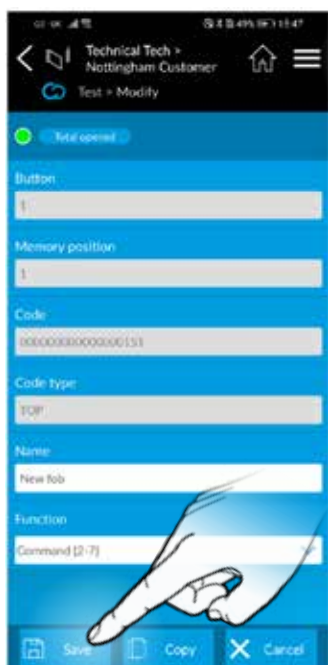 Technical Tech >
Nottingham Customer
Test > Modify
Total opened
Button
1
Memory position
1
Code
Code type
TOP
Name
New fob
Function
Command [2-7]
Save
Copy
Cancel